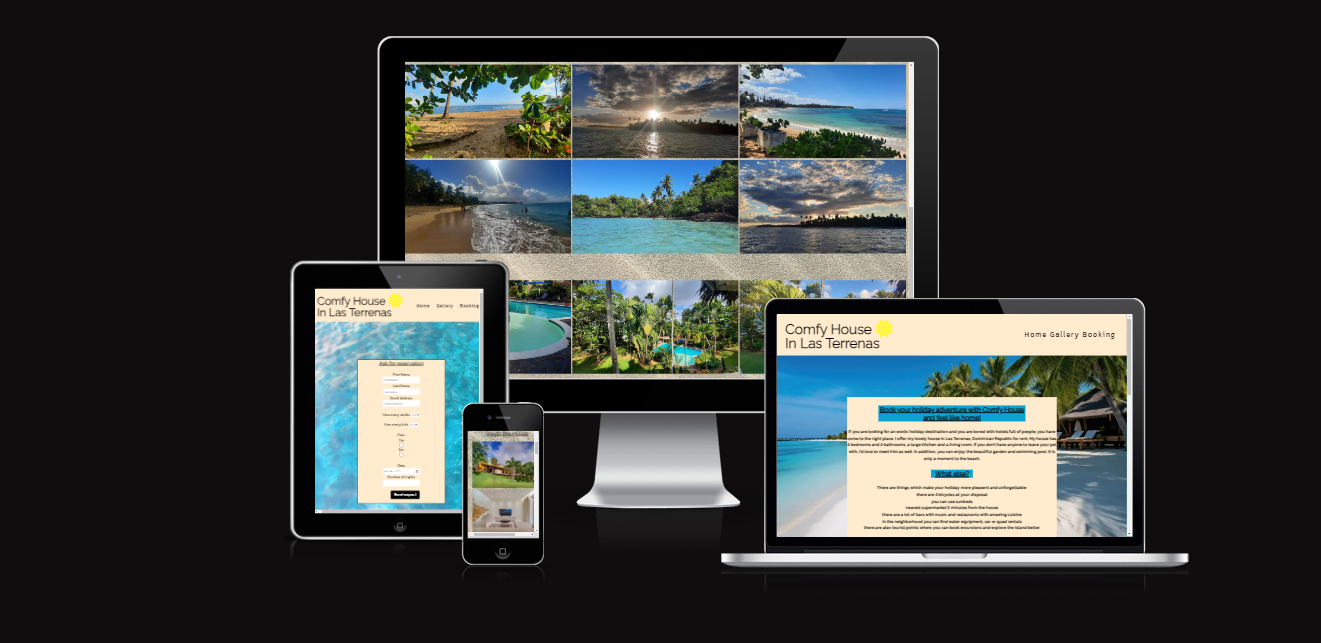 Comfy House
In Las Terrenas
Home Gallery Booking
Ask for reservation
First Name
Last Name
Email Address
How many adults
How many kids
Pets
Yes
No
Date
Number of nights
Send request
Comfy House
In Las Terrenas
Home Gallery Booking
Book your holiday adventure with Comfy House
and feel like home!
If you are looking for an exotic holiday destination and you are bored with hotels full of people, you have
come to the right place. I offer my lovely house in Las Terrenas, Dominican Republic for rent. My house has
4 bedrooms and 4 bathrooms, a large kitchen and a living room. If you don't have anyone to leave your pet
with, I'd love to meet him as well. In addition, you can enjoy the beautiful garden and swimming pool. It is
only a moment to the beach.
What else?
There are things which make your holiday more pleasent and unforgettable:
there are 4 bicycles at your disposal
you can use sunbeds
nearest supermarket 5 minutes from the house
there are a lot of bars with music and restaurants with amazing cuisine
in the neighborhood you can find water equipment, car or quad rentals
there are also tourist points where you can book excursions and explore the island better